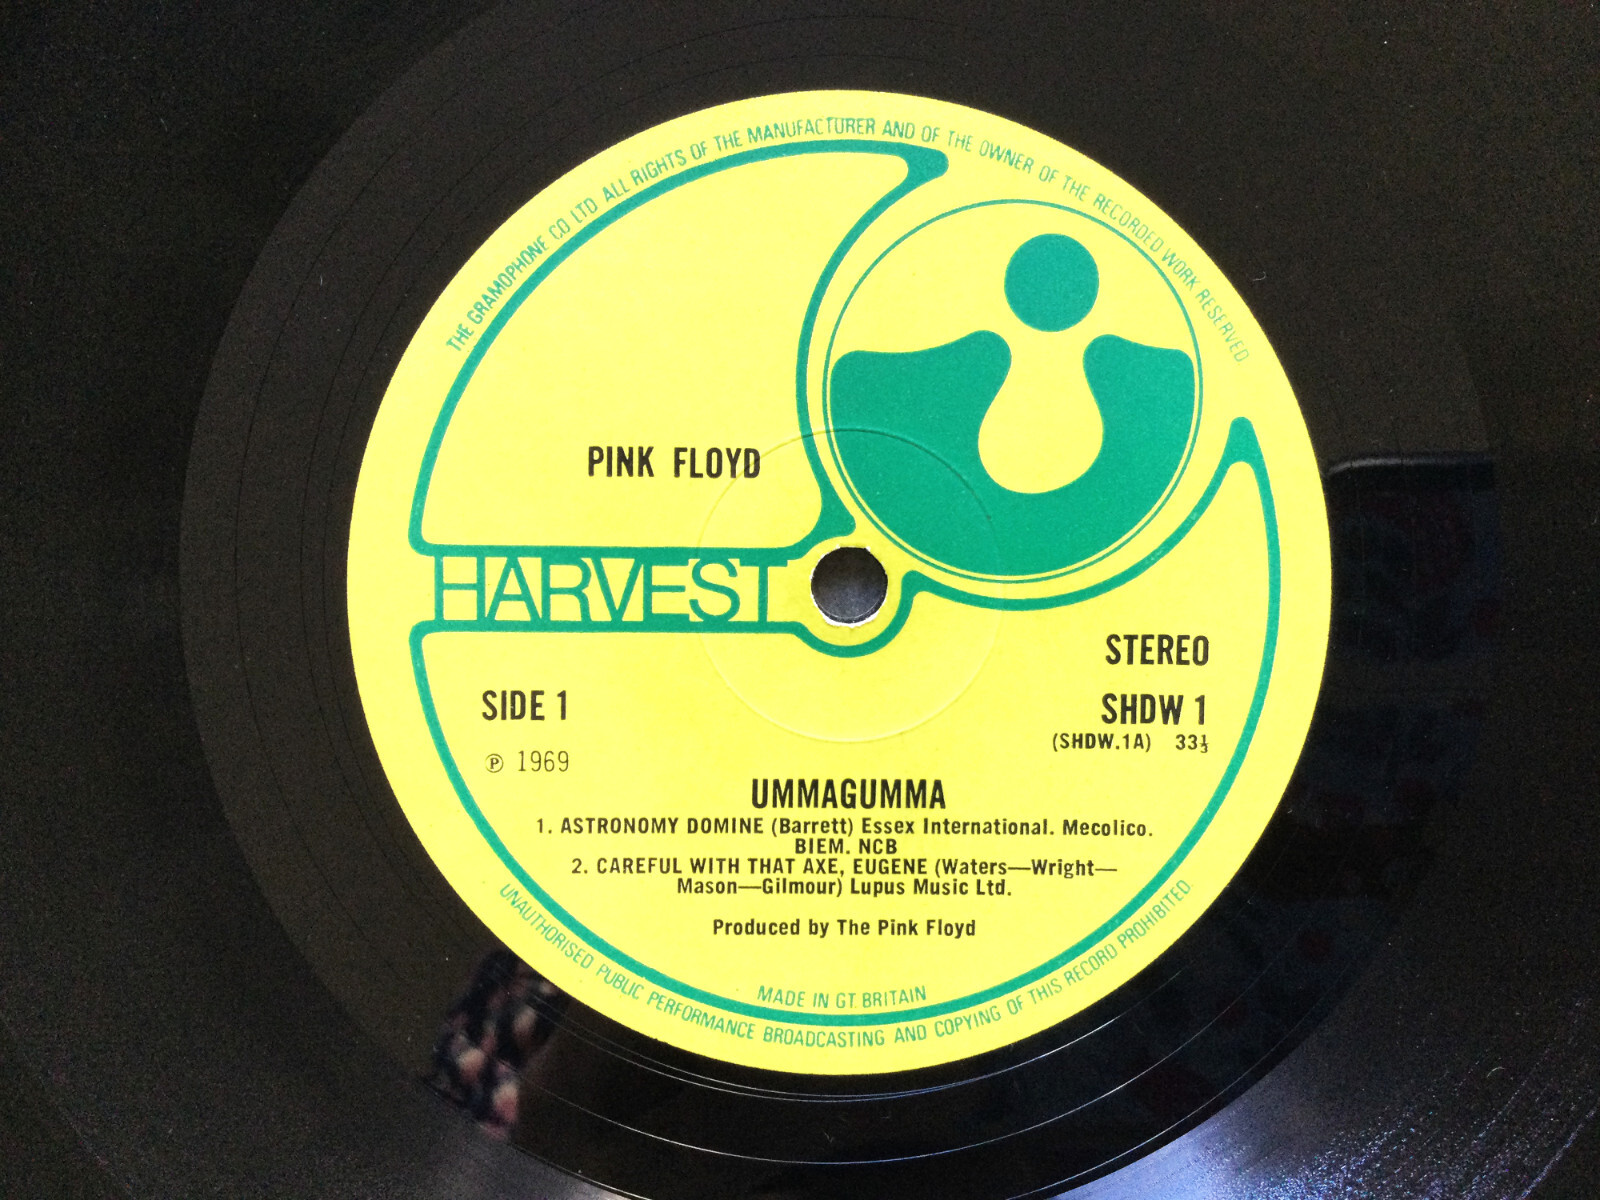 THE GRAMOPHONE CO LTD ALL RIGHTS OF THE MANUFACTURER AND OF THE OWNER OF THE RECORDED WORK RESERVED
PINK FLOYD
HARVEST
STEREO
SIDE 1
SHDW 1
(SHDW.1A) 33⅓
℗ 1969
UMMAGUMMA
1. ASTRONOMY DOMINE (Barrett) Essex International. Mecolico.
BIEM. NCB
2. CAREFUL WITH THAT AXE, EUGENE (Waters—Wright—
Mason—Gilmour) Lupus Music Ltd.
Produced by The Pink Floyd
MADE IN GT. BRITAIN
UNAUTHORISED PUBLIC PERFORMANCE BROADCASTING AND COPYING OF THIS RECORD PROHIBITED.